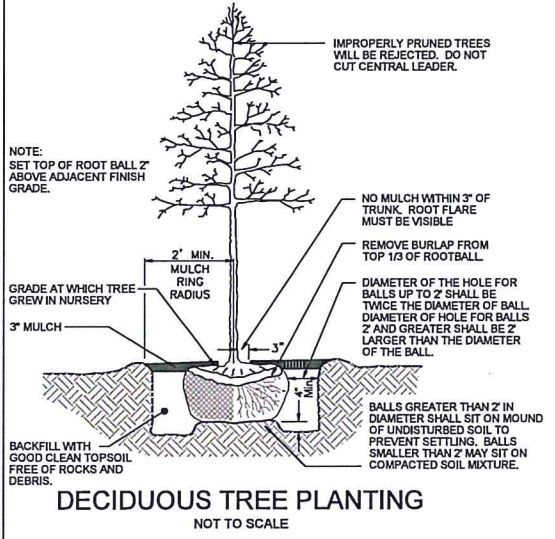 IMPROPERLY PRUNED TREES
WILL BE REJECTED. DO NOT
CUT CENTRAL LEADER.
NOTE:
SET TOP OF ROOT BALL 2"
ABOVE ADJACENT FINISH
GRADE.
NO MULCH WITHIN 3" OF
TRUNK. ROOT FLARE
MUST BE VISIBLE
2' MIN.
MULCH
RING
RADIUS
REMOVE BURLAP FROM
TOP 1/3 OF ROOTBALL.
GRADE AT WHICH TREE
GREW IN NURSERY
DIAMETER OF THE HOLE FOR
BALLS UP TO 2' SHALL BE
TWICE THE DIAMETER OF BALL.
DIAMETER OF HOLE FOR BALLS
2' AND GREATER SHALL BE 2'
LARGER THAN THE DIAMETER
OF THE BALL.
3" MULCH
3"
4"
Min.
BALLS GREATER THAN 2' IN
DIAMETER SHALL SIT ON MOUND
OF UNDISTURBED SOIL TO
PREVENT SETTLING. BALLS
SMALLER THAN 2' MAY SIT ON
COMPACTED SOIL MIXTURE.
BACKFILL WITH
GOOD CLEAN TOPSOIL
FREE OF ROCKS AND
DEBRIS.
DECIDUOUS TREE PLANTING
NOT TO SCALE